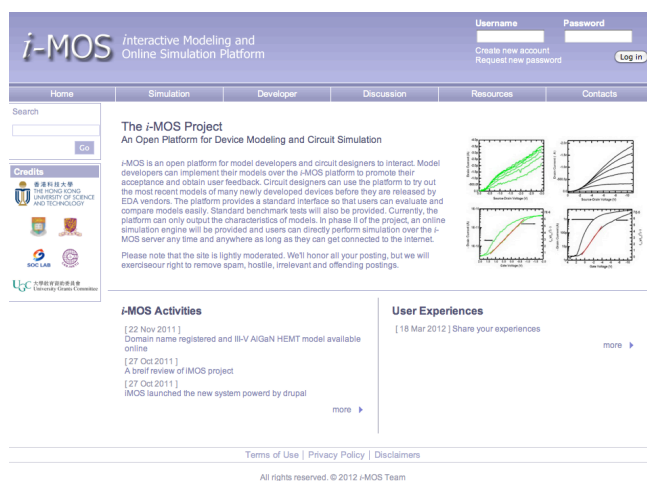 i-MOS
interactive Modeling and
Online Simulation Platform
Username
Password
Create new account
Request new password
Log in
Home
Simulation
Developer
Discussion
Resources
Contacts
Search
Go
Credits
香港科技大學
THE HONG KONG
UNIVERSITY OF SCIENCE
AND TECHNOLOGY
SOC LAB
UGC
大學教育資助委員會
University Grants Committee
The i-MOS Project
An Open Platform for Device Modeling and Circuit Simulation
i-MOS is an open platform for model developers and circuit designers to interact. Model
developers can implement their models over the i-MOS platform to promote their
acceptance and obtain user feedback. Circuit designers can use the platform to try out
the most recent models of many newly developed devices before they are released by
EDA vendors. The platform provides a standard interface so that users can evaluate and
compare models easily. Standard benchmark tests will also be provided. Currently, the
platform can only output the characteristics of models. In phase II of the project, an online
simulation engine will be provided and users can directly perform simulation over the i-
MOS server any time and anywhere as long as they can get connected to the internet.
Please note that the site is lightly moderated. We'll honor all your posting, but we will
exerciseour right to remove spam, hostile, irrelevant and offending postings.
Source Drain Voltage (V)
Source Drain Voltage (V)
Gate Voltage (V)
Gate Voltage (V)
i-MOS Activities
[ 22 Nov 2011 ]
Domain name registered and III-V AlGaN HEMT model available
online
[ 27 Oct 2011 ]
A breif review of iMOS project
[ 27 Oct 2011 ]
iMOS launched the new system powerd by drupal
more
User Experiences
[ 18 Mar 2012 ] Share your experiences
more
Terms of Use | Privacy Policy | Disclaimers
All rights reserved. © 2012 i-MOS Team